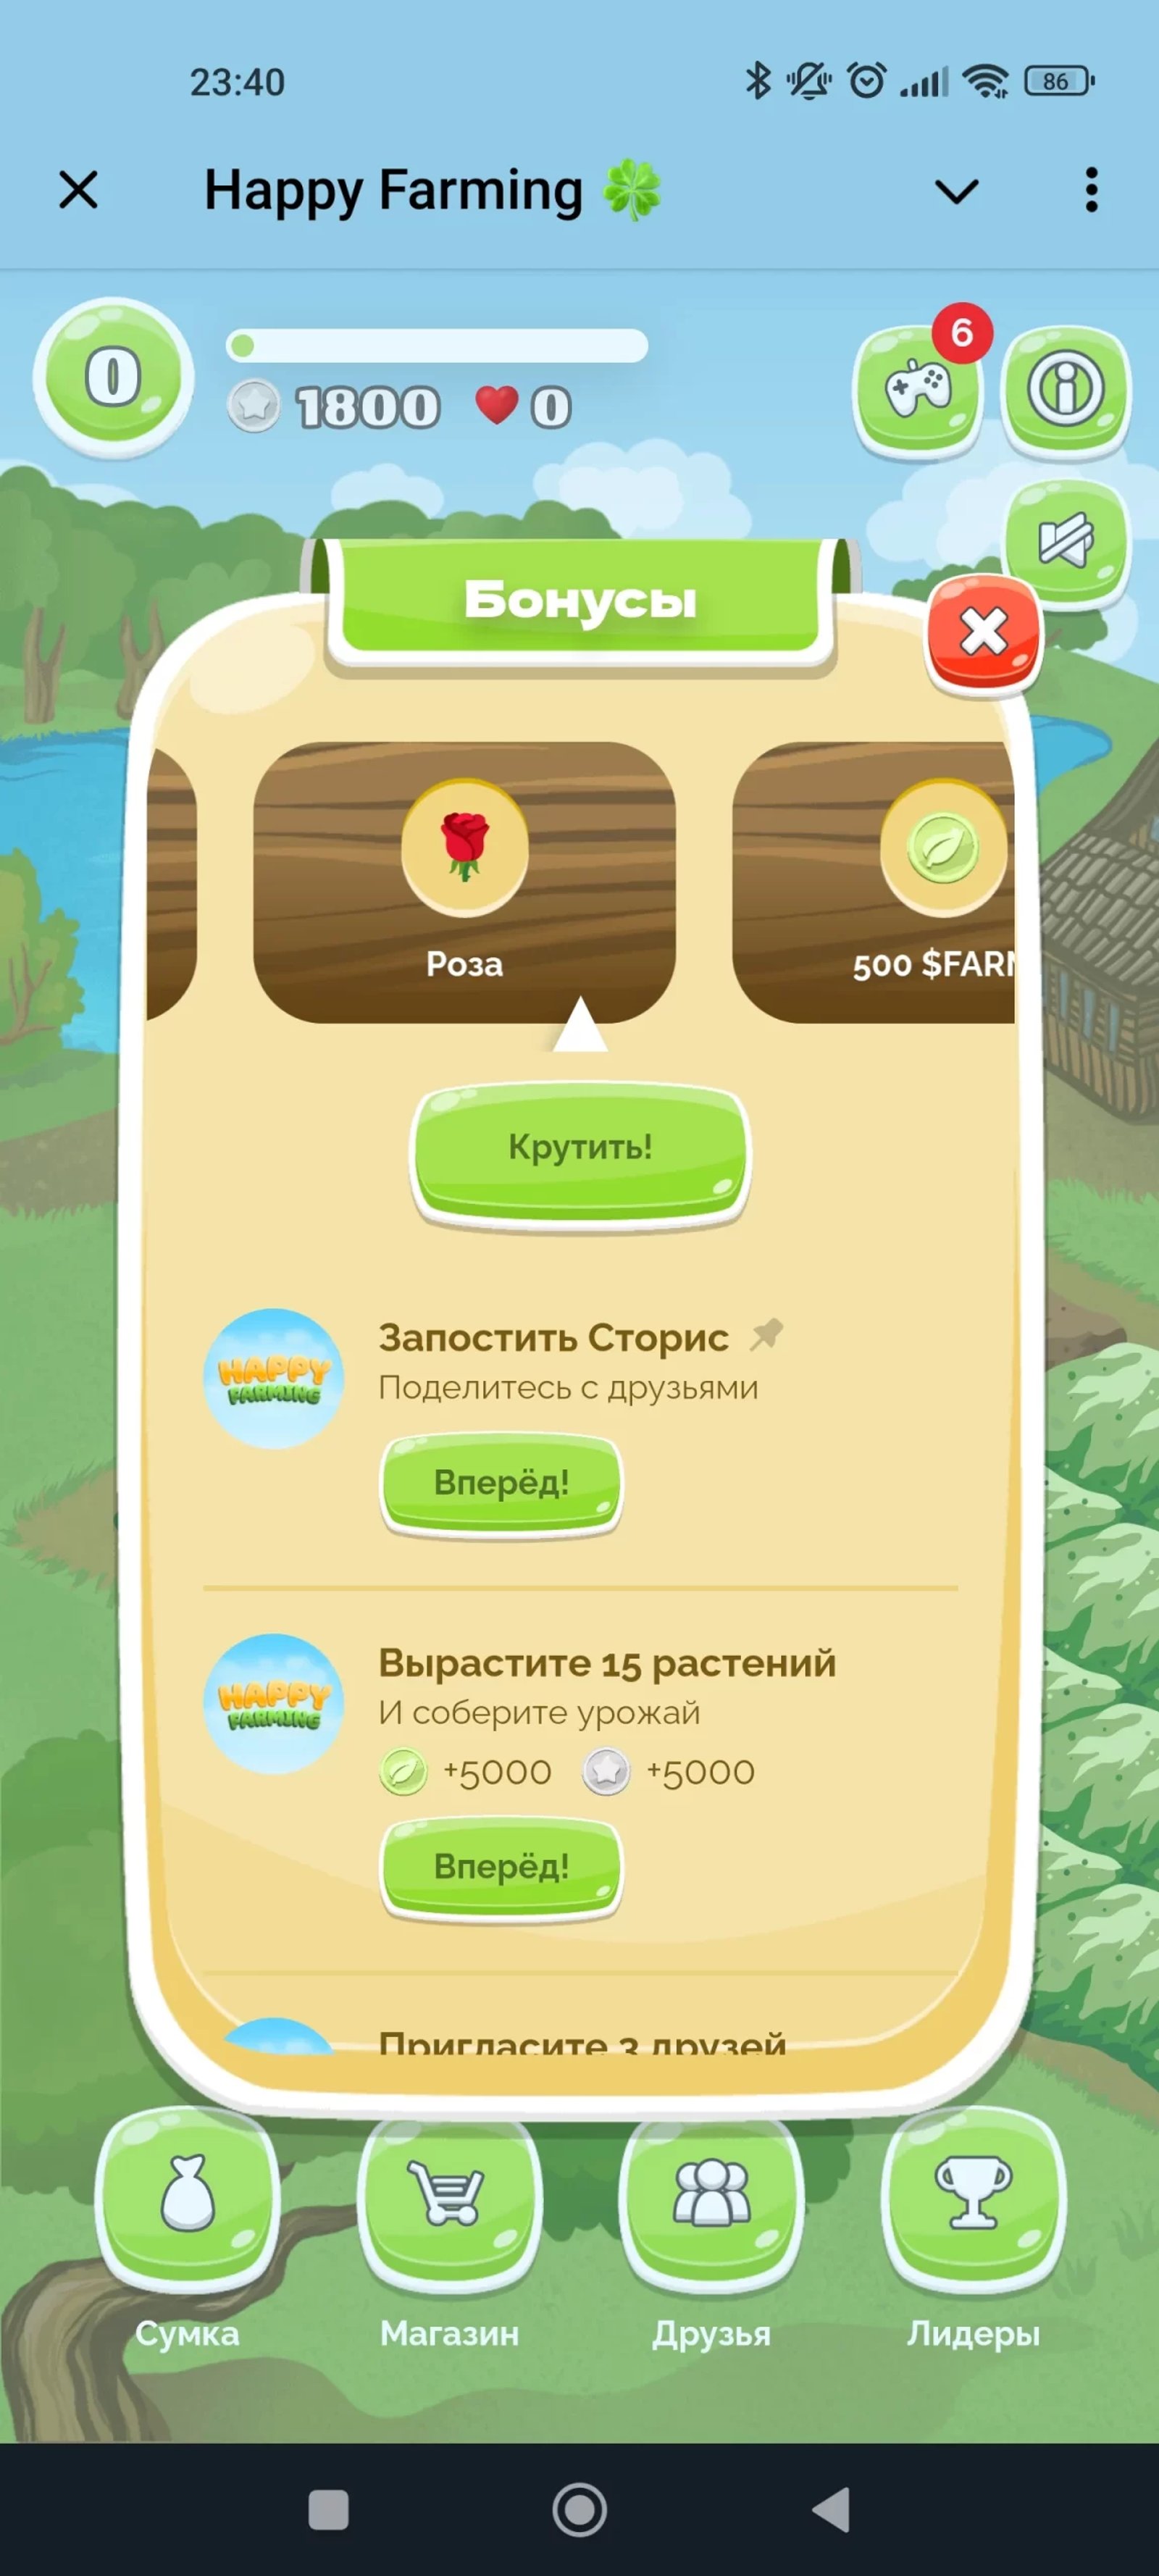 23:40
86
Happy Farming 🍀
0
6
1800
0
Бонусы
Роза
500 $FARM
Крутить!
HAPPY
FARMING
Запостить Сторис
Поделитесь с друзьями
Вперёд!
HAPPY
FARMING
Вырастите 15 растений
И соберите урожай
+5000 +5000
Вперёд!
Пригласите 3 друзей
Сумка Магазин Друзья Лидеры